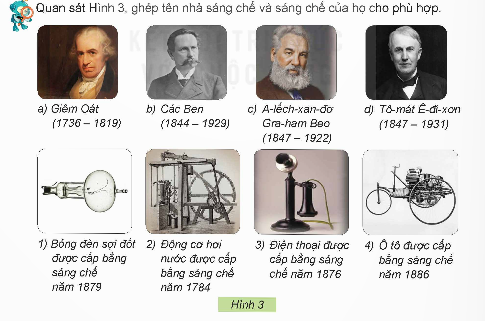 Quan sát Hình 3, ghép tên nhà sáng chế và sáng chế của họ cho phù hợp.
a) Giêm Oát
(1736 – 1819)
b) Các Ben
(1844 – 1929)
c) A-lếch-xan-đơ
Gra-ham Beo
(1847 – 1922)
d) Tô-mát Ê-đi-xơn
(1847 – 1931)
1) Bóng đèn sợi đốt
được cấp bằng
sáng chế
năm 1879
2) Động cơ hơi
nước được cấp
bằng sáng chế
năm 1784
3) Điện thoại được
cấp bằng sáng
chế năm 1876
4) Ô tô được cấp
bằng sáng chế
năm 1886
Hình 3